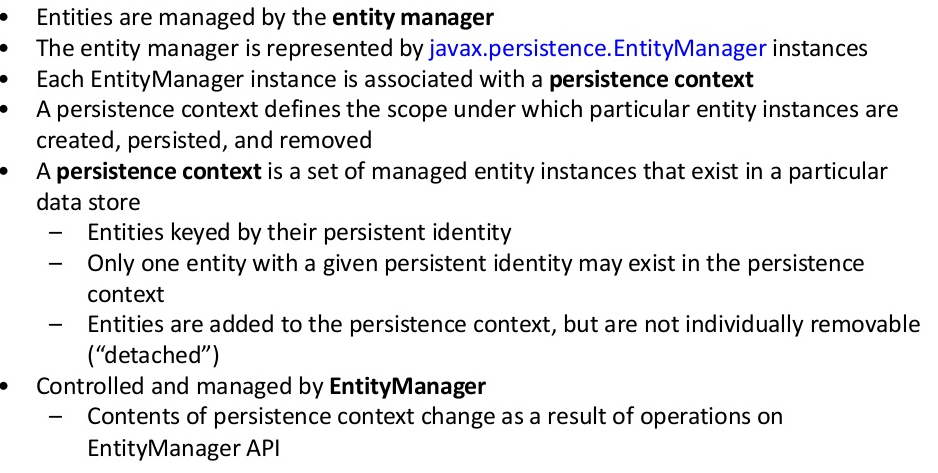 • Entities are managed by the entity manager
• The entity manager is represented by javax.persistence.EntityManager instances
• Each EntityManager instance is associated with a persistence context
• A persistence context defines the scope under which particular entity instances are
created, persisted, and removed
• A persistence context is a set of managed entity instances that exist in a particular
data store
– Entities keyed by their persistent identity
– Only one entity with a given persistent identity may exist in the persistence
context
– Entities are added to the persistence context, but are not individually removable
(“detached”)
• Controlled and managed by EntityManager
– Contents of persistence context change as a result of operations on
EntityManager API